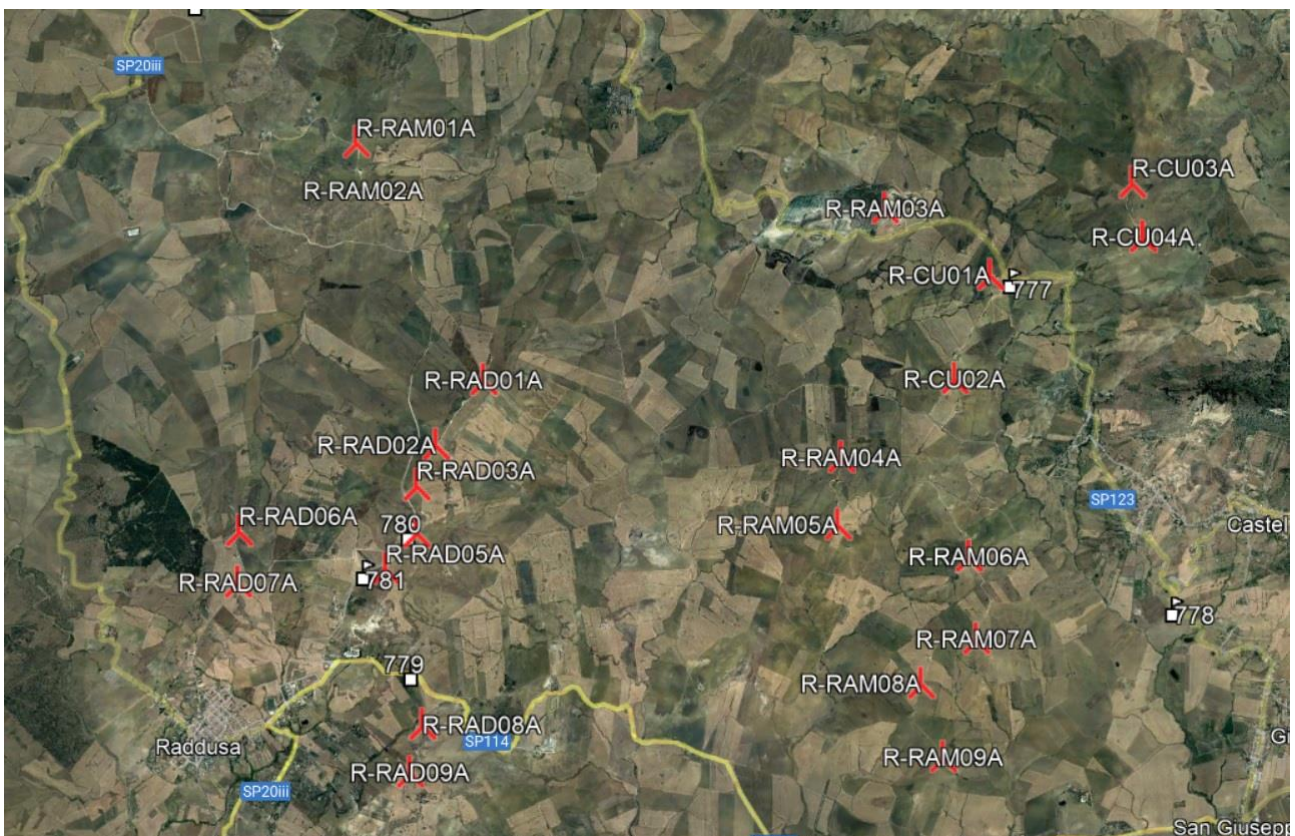 SP20iii
R-RAM01A
R-RAM02A
R-CU03A
R-RAM03A
R-CU04A
R-CU01A
777
R-RAD01A
R-CU02A
R-RAD02A
R-RAM04A
R-RAD03A
SP123
R-RAD06A
780
R-RAM05A
Castel
R-RAD05A
R-RAM06A
R-RAD07A
781
778
R-RAM07A
779
R-RAM08A
R-RAD08A
Raddusa
SP114
Gi
R-RAD09A
R-RAM09A
SP20iii
San Giusepp